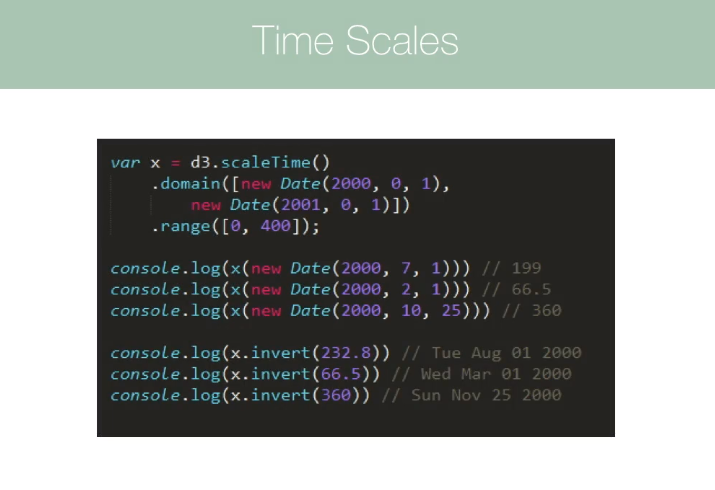 Time Scales
var x = d3.scaleTime()
.domain([new Date(2000, 0, 1),
new Date(2001, 0, 1)])
.range([0, 400]);
console.log(x(new Date(2000, 7, 1))) // 199
console.log(x(new Date(2000, 2, 1))) // 66.5
console.log(x(new Date(2000, 10, 25))) // 360
console.log(x.invert(232.8)) // Tue Aug 01 2000
console.log(x.invert(66.5)) // Wed Mar 01 2000
console.log(x.invert(360)) // Sun Nov 25 2000